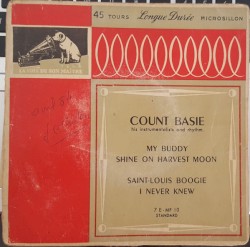 45 TOURS Longue Durée MICROSILLON
COUNT BASIE
his instrumentalists and rhythm
MY BUDDY
SHINE ON HARVEST MOON
SAINT-LOUIS BOOGIE
I NEVER KNEW
STANDARD